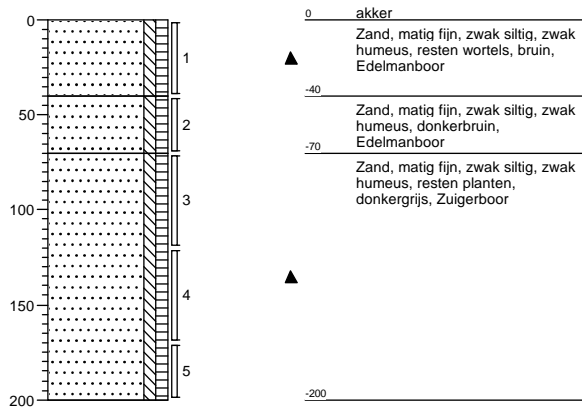 0
50
100
150
200
1
2
3
4
5
0 akker
Zand, matig fijn, zwak siltig, zwak
humeus, resten wortels, bruin,
Edelmanboor
-40
Zand, matig fijn, zwak siltig, zwak
humeus, donkerbruin,
Edelmanboor
-70
Zand, matig fijn, zwak siltig, zwak
humeus, resten planten,
donkergrijs, Zuigerboor
-200